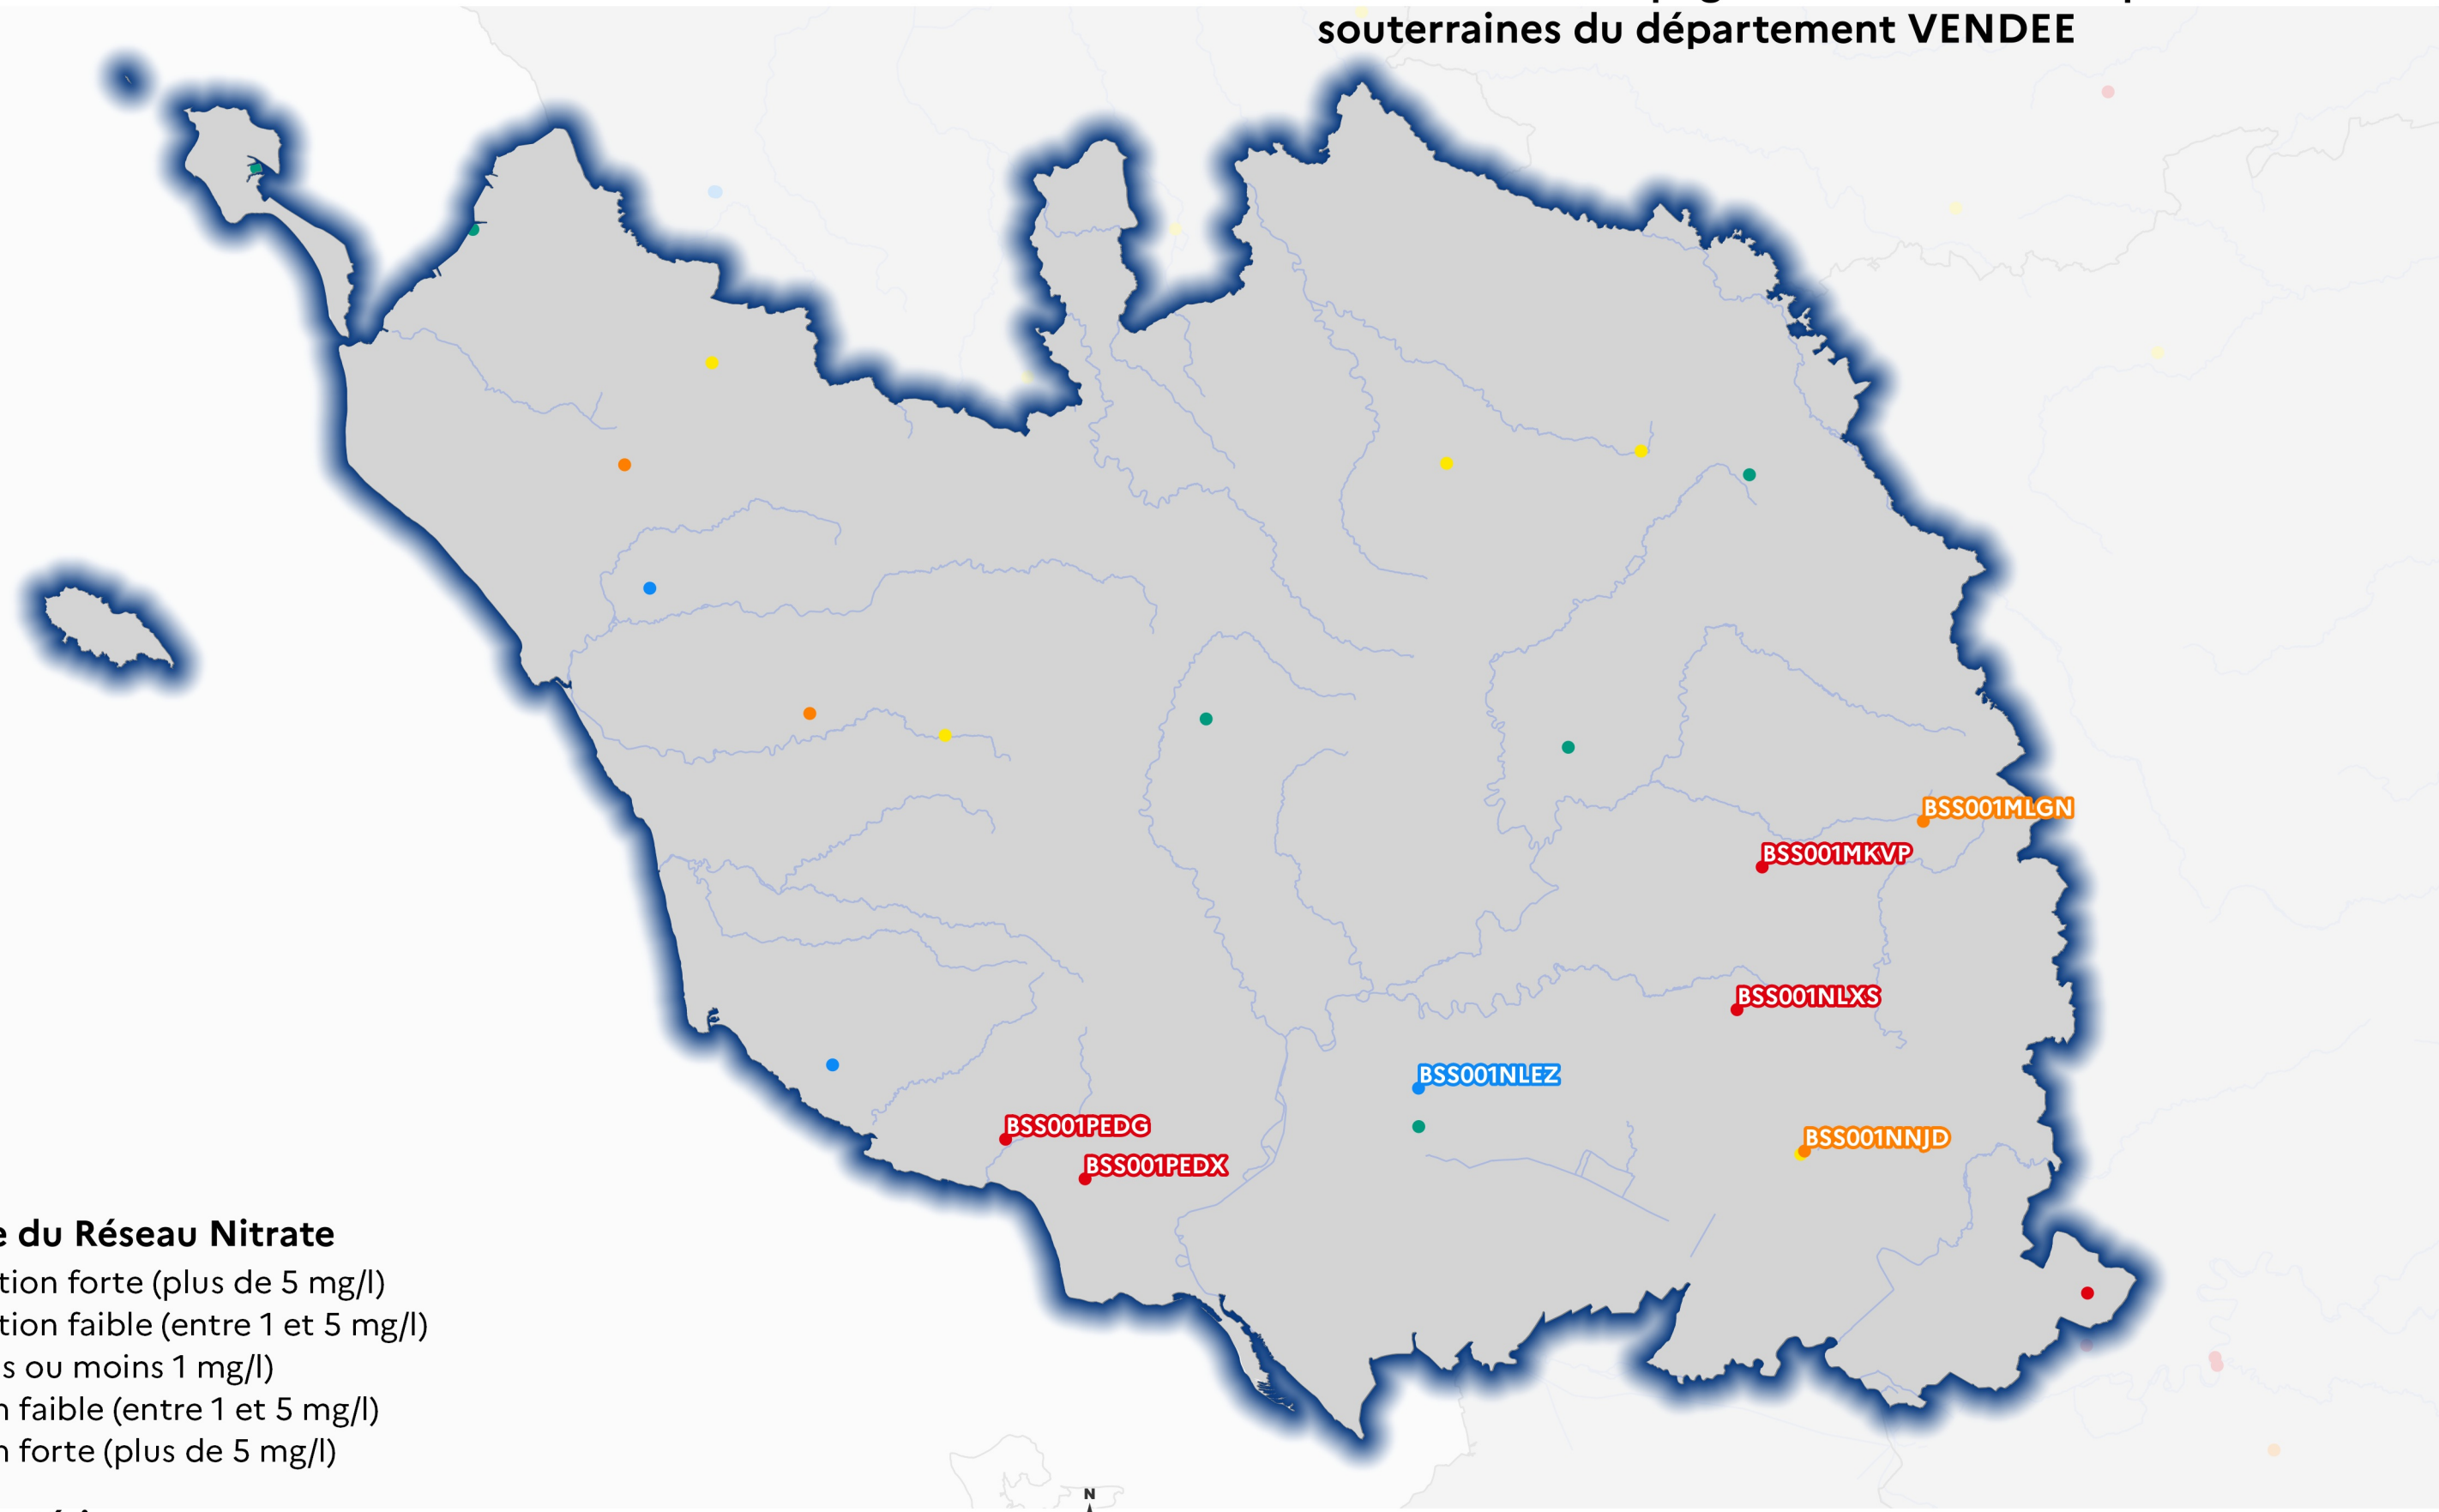 souterraines du département VENDEE
BSS001MLGN
BSS001MKVP
BSS001NLXS
BSS001NLEZ
BSS001PEDG
BSS001NNJD
BSS001PEDX
du Réseau Nitrate
forte (plus de 5 mg/l)
faible (entre 1 et 5 mg/l)
ou moins 1 mg/l)
faible (entre 1 et 5 mg/l)
forte (plus de 5 mg/l)
N